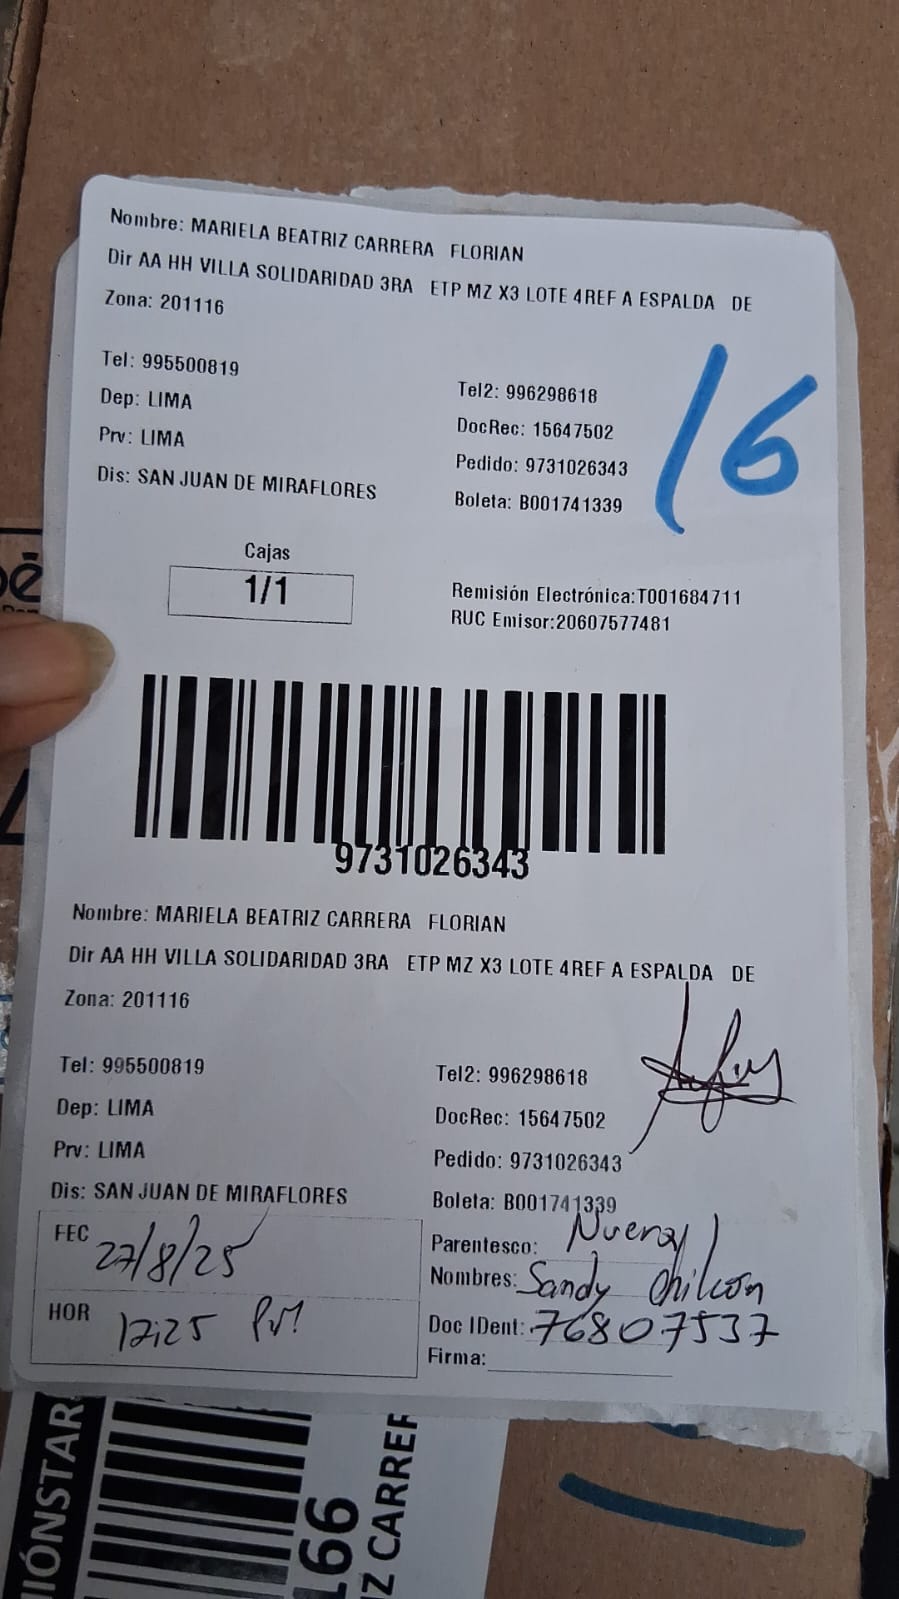 Nombre: MARIELA BEATRIZ CARRERA FLORIAN
Dir AA HH VILLA SOLIDARIDAD 3RA ETP MZ X3 LOTE 4REF A ESPALDA DE
Zona: 201116
Tel: 995500819
Tel2: 996298618
Dep: LIMA
DocRec: 15647502
Prv: LIMA
Pedido: 9731026343
Dis: SAN JUAN DE MIRAFLORES
Boleta: B001741339
16
Cajas
1/1
Remisión Electrónica:T001684711
RUC Emisor:20607577481
9731026343
Nombre: MARIELA BEATRIZ CARRERA FLORIAN
Dir AA HH VILLA SOLIDARIDAD 3RA ETP MZ X3 LOTE 4REF A ESPALDA DE
Zona: 201116
Tel: 995500819
Tel2: 996298618
Dep: LIMA
DocRec: 15647502
Prv: LIMA
Pedido: 9731026343
Dis: SAN JUAN DE MIRAFLORES
Boleta: B001741339
FEC 27/8/25
Parentesco: Nuera
HOR 12:25 PM
Nombres: Sandy Chilcon
Doc IDent: 76807537
Firma:
IÓNSTAR
166
IZ CARRER